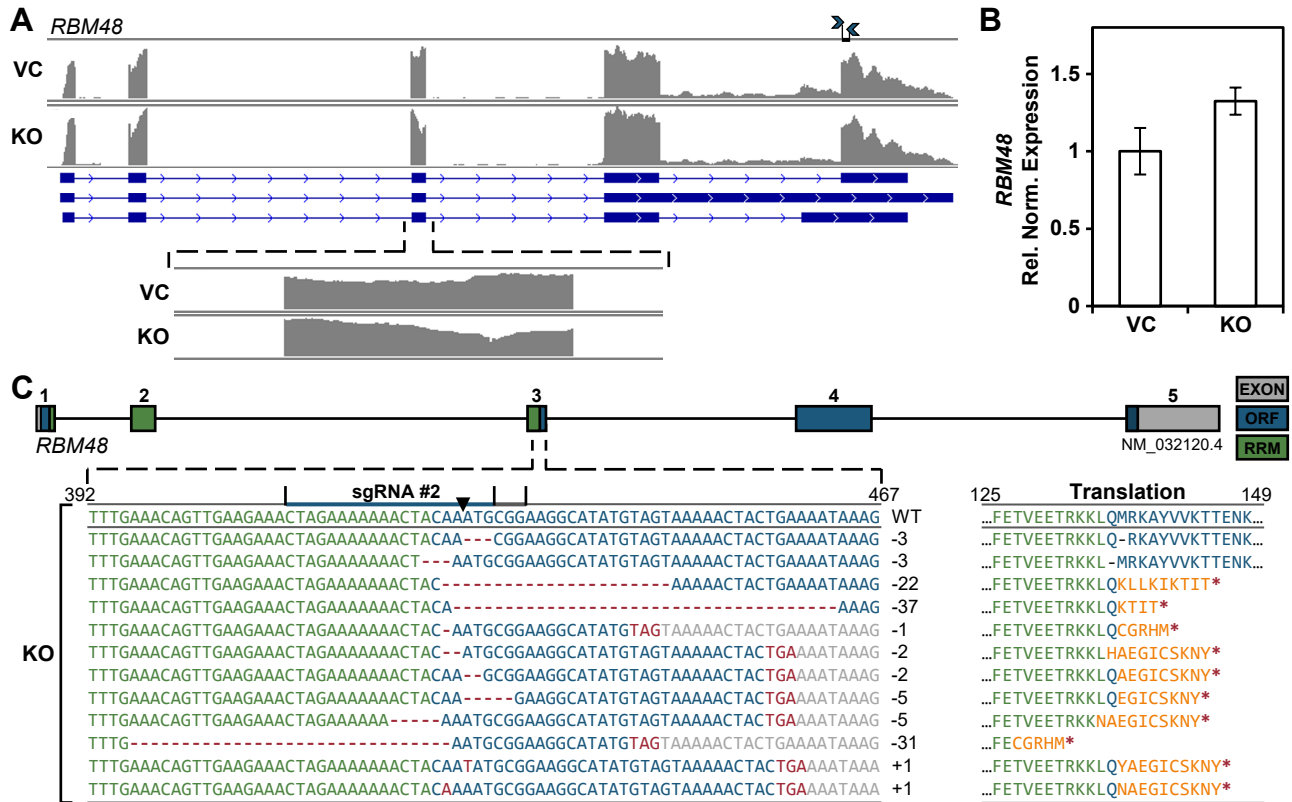 A
RBM48
VC
KO
VC
KO
B
RBM48
Rel. Norm. Expression
1.5
1
0.5
0
VC
KO
C
1
2
3
4
5
RBM48
NM_032120.4
EXON
ORF
RRM
392
sgRNA #2
467
125
Translation
149
KO
TTTGAAACAGTTGAAGAAACTAGAAAAAAACTACAAATGCGGAAGGCATATGTAGTAAAAACTACTGAAAATAAAG WT …FETVEETRKKLQMRKAYVVKTTENK…
TTTGAAACAGTTGAAGAAACTAGAAAAAAACTACAA---CGGAAGGCATATGTAGTAAAAACTACTGAAAATAAAG -3 …FETVEETRKKLQ-RKAYVVKTTENK…
TTTGAAACAGTTGAAGAAACTAGAAAAAAACT---AATGCGGAAGGCATATGTAGTAAAAACTACTGAAAATAAAG -3 …FETVEETRKKL-MRKAYVVKTTENK…
TTTGAAACAGTTGAAGAAACTAGAAAAAAACTAC----------------------AAAAACTACTGAAAATAAAG -22 …FETVEETRKKLQKLLKIKTIT*
TTTGAAACAGTTGAAGAAACTAGAAAAAAACTACA-------------------------------------AAAG -37 …FETVEETRKKLQKTIT*
TTTGAAACAGTTGAAGAAACTAGAAAAAAACTAC-AATGCGGAAGGCATATGTAGTAAAAACTACTGAAAATAAAG -1 …FETVEETRKKLQCGRHM*
TTTGAAACAGTTGAAGAAACTAGAAAAAAACTAC--ATGCGGAAGGCATATGTAGTAAAAACTACTGAAAATAAAG -2 …FETVEETRKKLHAEGICSKNY*
TTTGAAACAGTTGAAGAAACTAGAAAAAAACTACAA--GCGGAAGGCATATGTAGTAAAAACTACTGAAAATAAAG -2 …FETVEETRKKLQAEGICSKNY*
TTTGAAACAGTTGAAGAAACTAGAAAAAAACTACAA-----GAAGGCATATGTAGTAAAAACTACTGAAAATAAAG -5 …FETVEETRKKLQEGICSKNY*
TTTGAAACAGTTGAAGAAACTAGAAAAAA-----AAATGCGGAAGGCATATGTAGTAAAAACTACTGAAAATAAAG -5 …FETVEETRKKNAEGICSKNY*
TTTG-------------------------------AATGCGGAAGGCATATGTAGTAAAAACTACTGAAAATAAAG -31 …FECGRHM*
TTTGAAACAGTTGAAGAAACTAGAAAAAAACTACAATATGCGGAAGGCATATGTAGTAAAAACTACTGAAAATAAA +1 …FETVEETRKKLQYAEGICSKNY*
TTTGAAACAGTTGAAGAAACTAGAAAAAAACTACAAAATGCGGAAGGCATATGTAGTAAAAACTACTGAAAATAAA +1 …FETVEETRKKLQNAEGICSKNY*